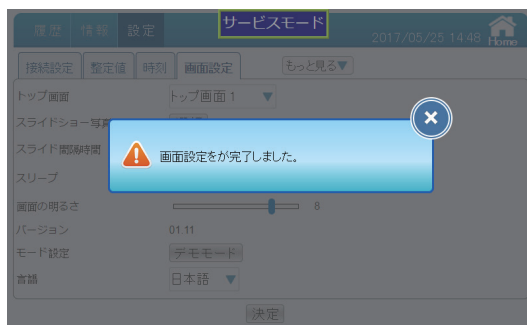 履歴 情報 設定 サービスモード 2017/05/25 14:48 Home
接続設定 整定値 時刻 画面設定 もっと見る▼
トップ画面 トップ画面 1 ▼
スライドショー写真
スライド間隔時間
画面設定をが完了しました。
スリープ
画面の明るさ 8
バージョン 01.11
モード設定 デモモード
言語 日本語 ▼
決定